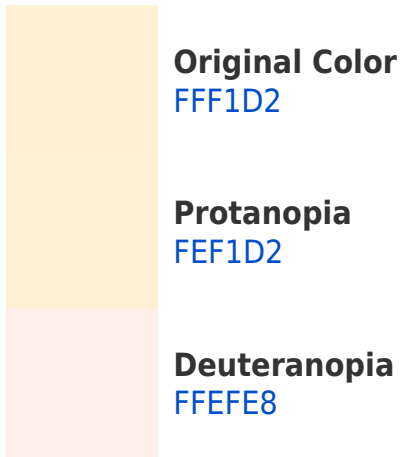 Original Color
FFF1D2
Protanopia
FEF1D2
Deuteranopia
FFEFE8